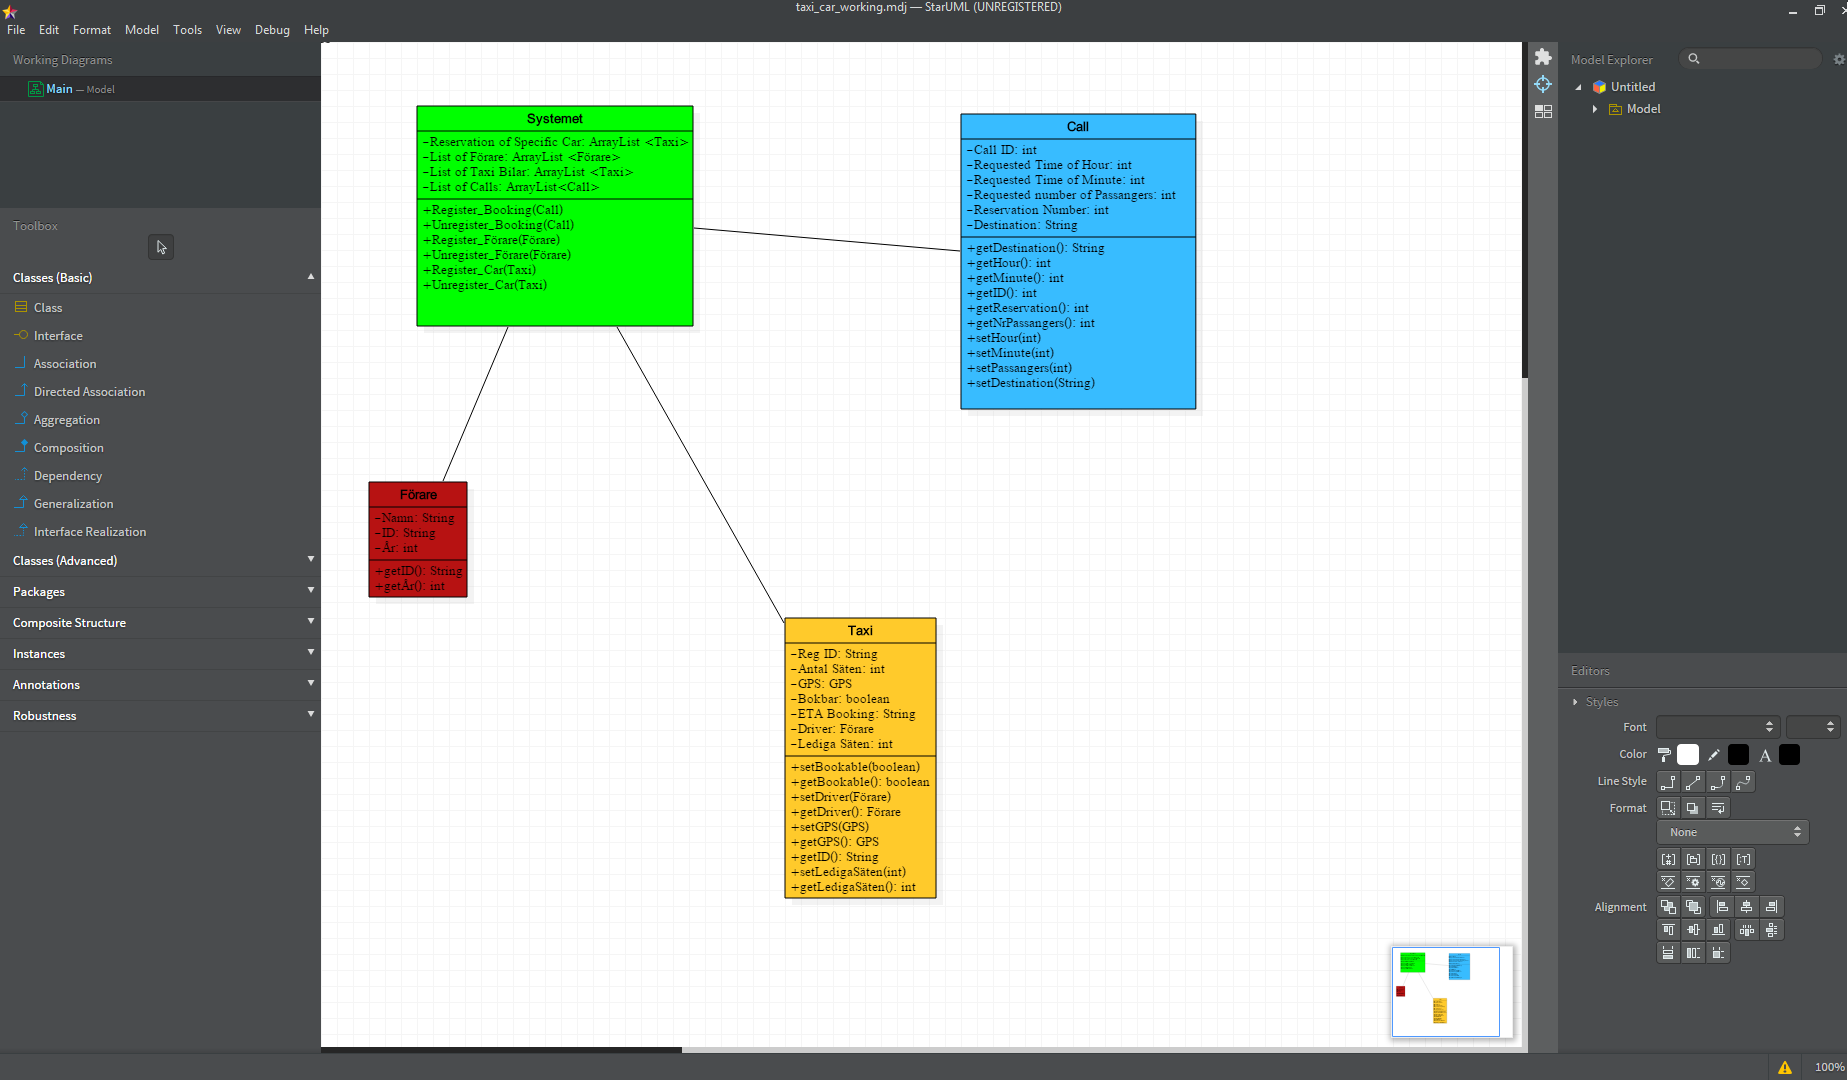 taxi_car_working.mdj — StarUML (UNREGISTERED)
File Edit Format Model Tools View Debug Help
Working Diagrams
Main — Model
Toolbox
Classes (Basic)
Class
Interface
Association
Directed Association
Aggregation
Composition
Dependency
Generalization
Interface Realization
Classes (Advanced)
Packages
Composite Structure
Instances
Annotations
Robustness
Systemet
-Reservation of Specific Car: ArrayList <Taxi>
-List of Förare: ArrayList <Förare>
-List of Taxi Bilar: ArrayList <Taxi>
-List of Calls: ArrayList<Call>
+Register_Booking(Call)
+Unregister_Booking(Call)
+Register_Förare(Förare)
+Unregister_Förare(Förare)
+Register_Car(Taxi)
+Unregister_Car(Taxi)
Call
-Call ID: int
-Requested Time of Hour: int
-Requested Time of Minute: int
-Requested number of Passangers: int
-Reservation Number: int
-Destination: String
+getDestination(): String
+getHour(): int
+getMinute(): int
+getID(): int
+getReservation(): int
+getNrPassangers(): int
+setHour(int)
+setMinute(int)
+setPassangers(int)
+setDestination(String)
Förare
-Namn: String
-ID: String
-År: int
+getID(): String
+getÅr(): int
Taxi
-Reg ID: String
-Antal Säten: int
-GPS: GPS
-Bokbar: boolean
-ETA Booking: String
-Driver: Förare
-Lediga Säten: int
+setBookable(boolean)
+getBookable(): boolean
+setDriver(Förare)
+getDriver(): Förare
+setGPS(GPS)
+getGPS(): GPS
+getID(): String
+setLedigaSäten(int)
+getLedigaSäten(): int
Model Explorer
Untitled
Model
Editors
Styles
Font
Color
Line Style
Format
None
Alignment
100%